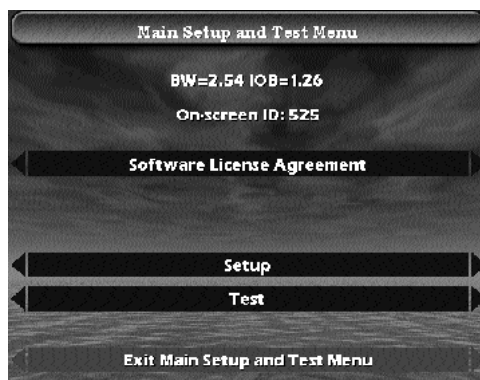 Main Setup and Test Menu
BW=2.54 IOB=1.26
On-screen ID: 525
Software License Agreement
Setup
Test
Exit Main Setup and Test Menu